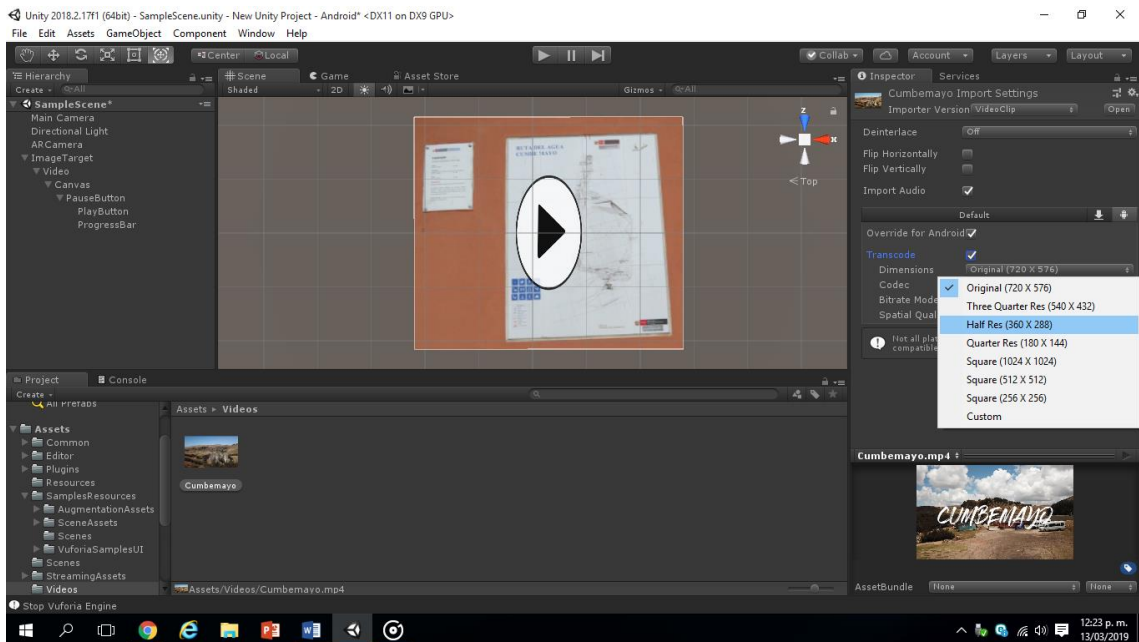 Unity 2018.2.17f1 (64bit) - SampleScene.unity - New Unity Project - Android* <DX11 on DX9 GPU>
File Edit Assets GameObject Component Window Help
Center Local
Collab Account Layers Layout
Hierarchy
Create All
SampleScene*
Main Camera
Directional Light
ARCamera
ImageTarget
Video
Canvas
PauseButton
PlayButton
ProgressBar
Scene Game Asset Store
Shaded 2D Gizmos All
RUTA DEL AGUA
CUMBE MAYO
z
x
Top
Inspector Services
Cumbemayo Import Settings
Importer Version VideoClip Open
Deinterlace Off
Flip Horizontally
Flip Vertically
Import Audio
Default
Override for Android
Transcode
Dimensions Original (720 X 576)
Codec
Bitrate Mode
Spatial Qual
Not all plat
compatible
Original (720 X 576)
Three Quarter Res (540 X 432)
Half Res (360 X 288)
Quarter Res (180 X 144)
Square (1024 X 1024)
Square (512 X 512)
Square (256 X 256)
Custom
Project Console
Create
All Prefabs
Assets
Common
Editor
Plugins
Resources
SamplesResources
AugmentationAssets
SceneAssets
Scenes
VuforiaSamplesUI
Scenes
StreamingAssets
Videos
Assets Videos
Cumbemayo
Assets/Videos/Cumbemayo.mp4
Cumbemayo.mp4
CUMBEMAYO
AssetBundle None None
Stop Vuforia Engine
12:23 p. m.
13/03/2019